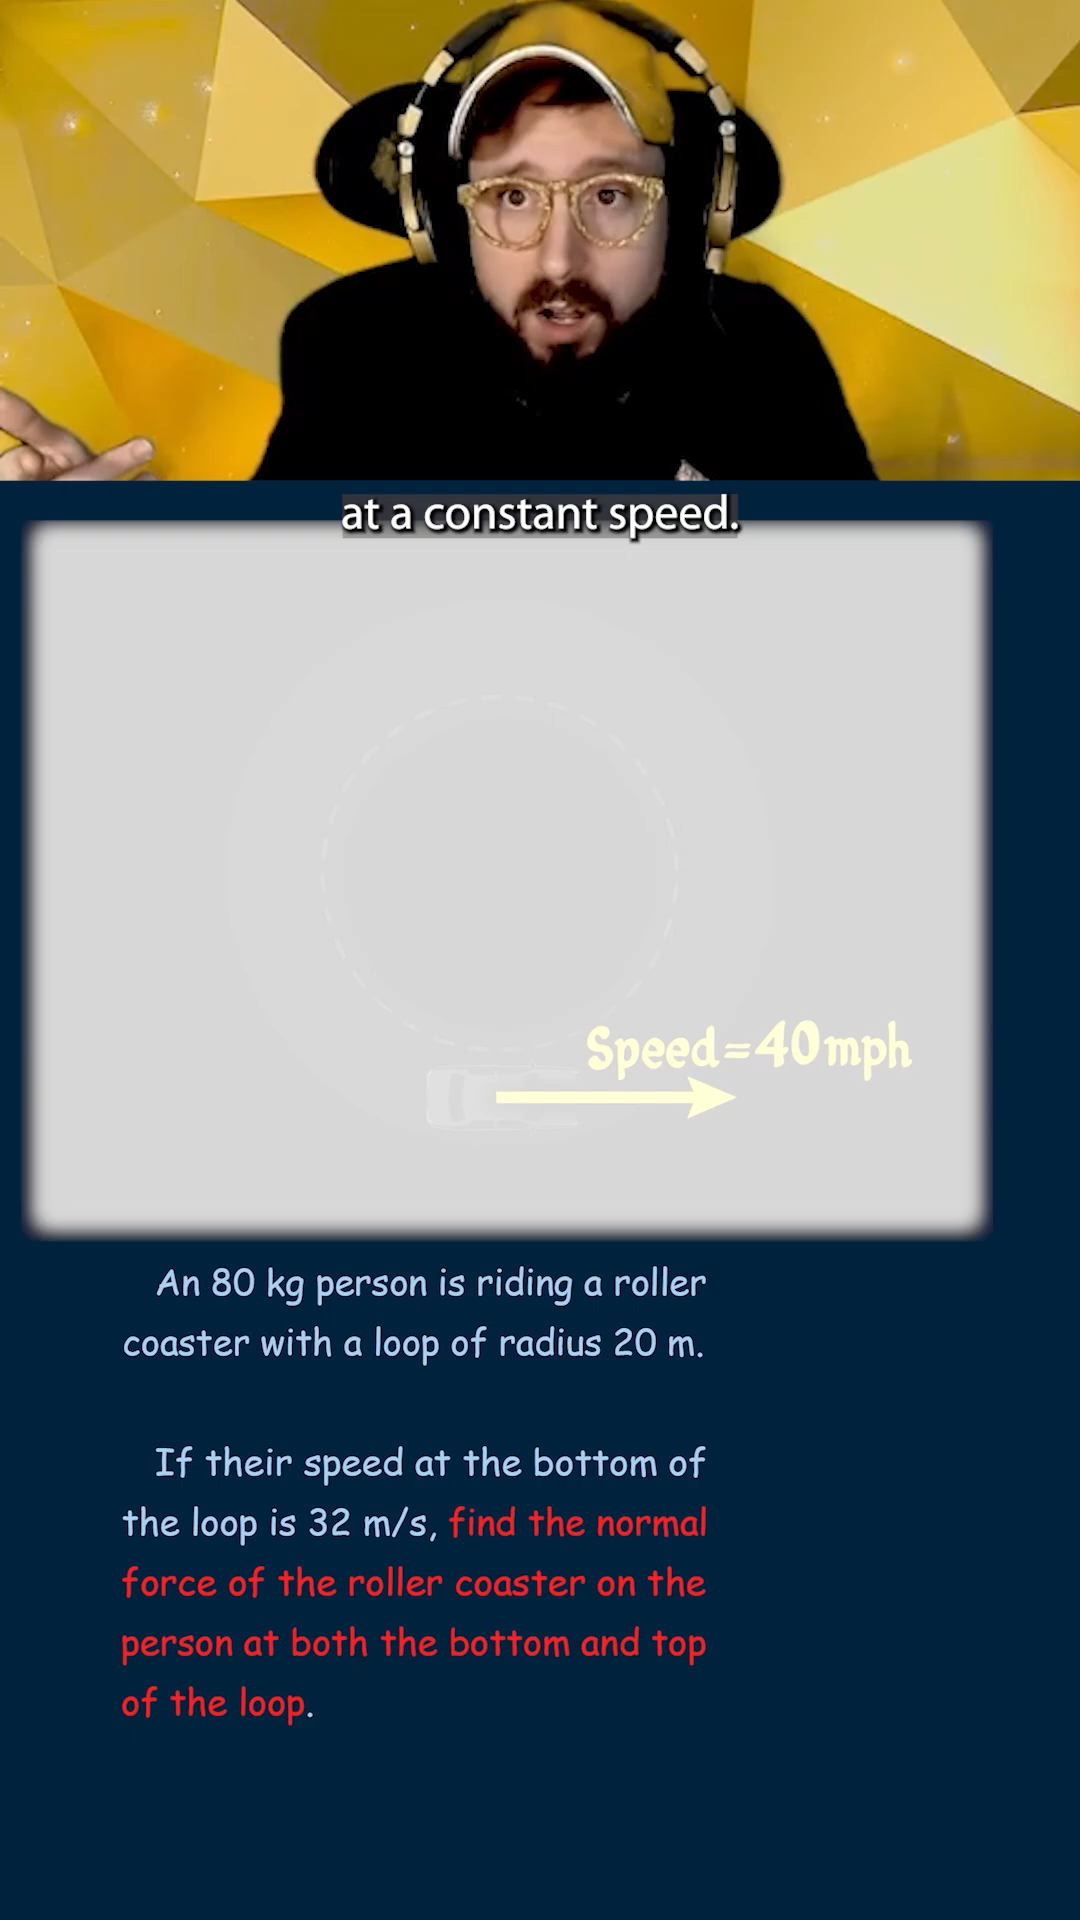 at a constant speed.
Speed=40mph
An 80 kg person is riding a roller
coaster with a loop of radius 20 m.
If their speed at the bottom of
the loop is 32 m/s, find the normal
force of the roller coaster on the
person at both the bottom and top
of the loop.